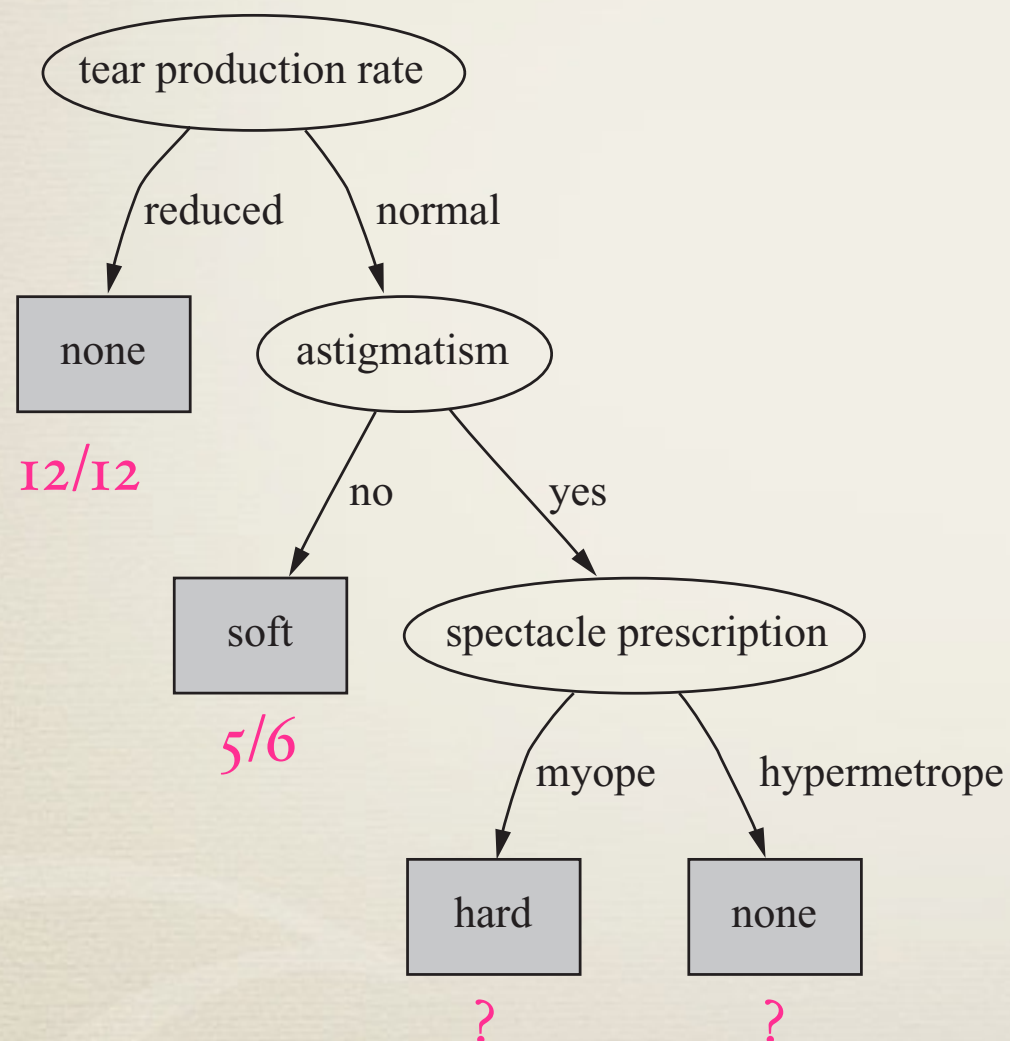 tear production rate
reduced
normal
none
astigmatism
12/12
no
yes
soft
spectacle prescription
5/6
myope
hypermetrope
hard
none
?
?